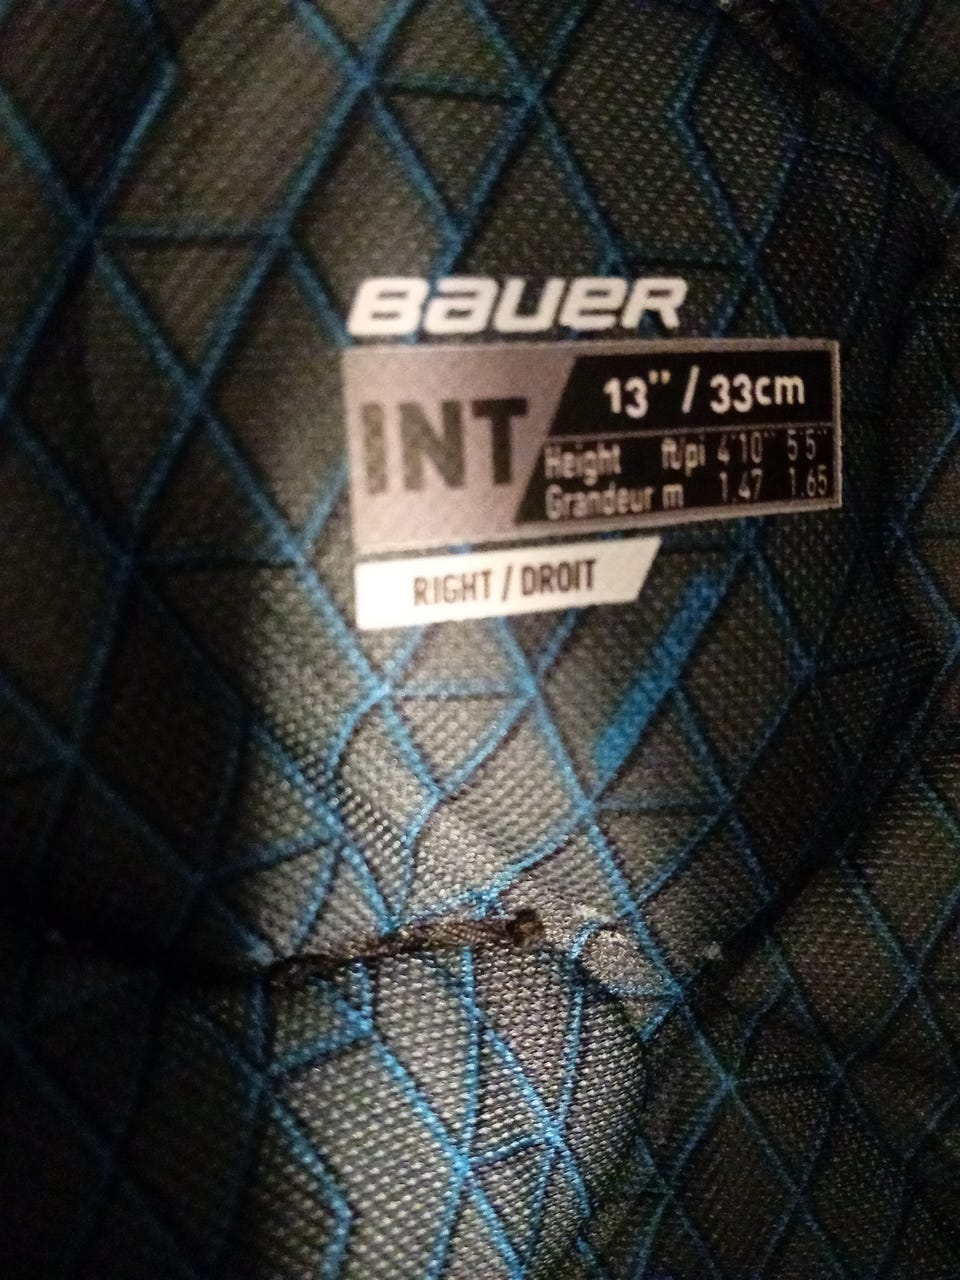 BAUER
INT
13" / 33cm
Height ft/pi 4'10" 5'5"
Grandeur m 1.47 1.65
RIGHT / DROIT